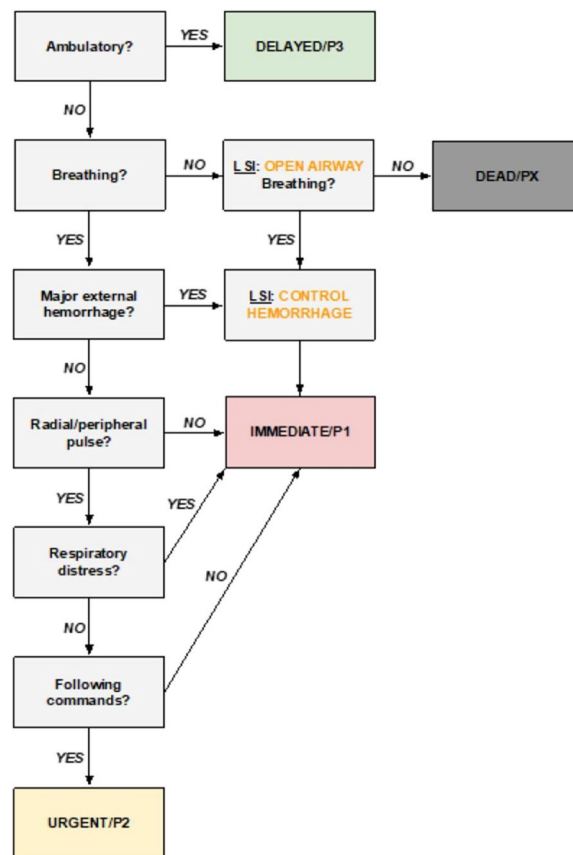 Ambulatory?
YES
DELAYED/P3
NO
Breathing?
NO
LSI: OPEN AIRWAY
Breathing?
NO
DEAD/PX
YES
YES
Major external
hemorrhage?
YES
LSI: CONTROL
HEMORRHAGE
NO
Radial/peripheral
pulse?
NO
IMMEDIATE/P1
YES
YES
Respiratory
distress?
NO
NO
Following
commands?
YES
URGENT/P2